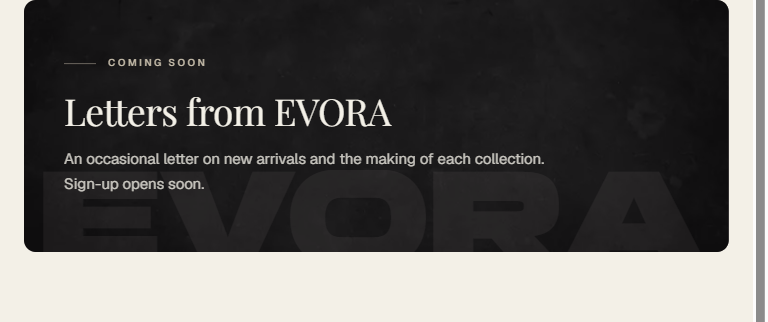 COMING SOON
Letters from EVORA
An occasional letter on new arrivals and the making of each collection.
Sign-up opens soon.
EVORA